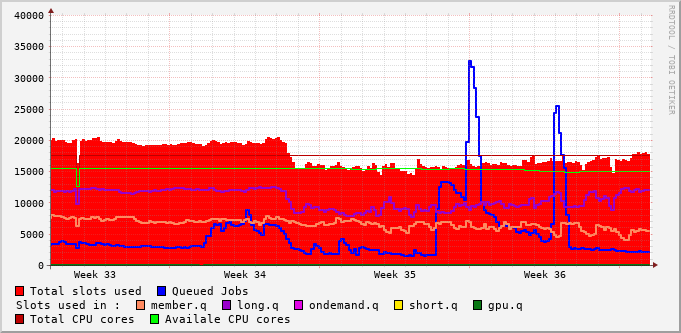 40000
35000
30000
25000
20000
15000
10000
5000
0
Week 33 Week 34 Week 35 Week 36
Total slots used Queued Jobs
Slots used in : member.q long.q ondemand.q short.q gpu.q
Total CPU cores Availale CPU cores
RRDTOOL / TOBI OETIKER